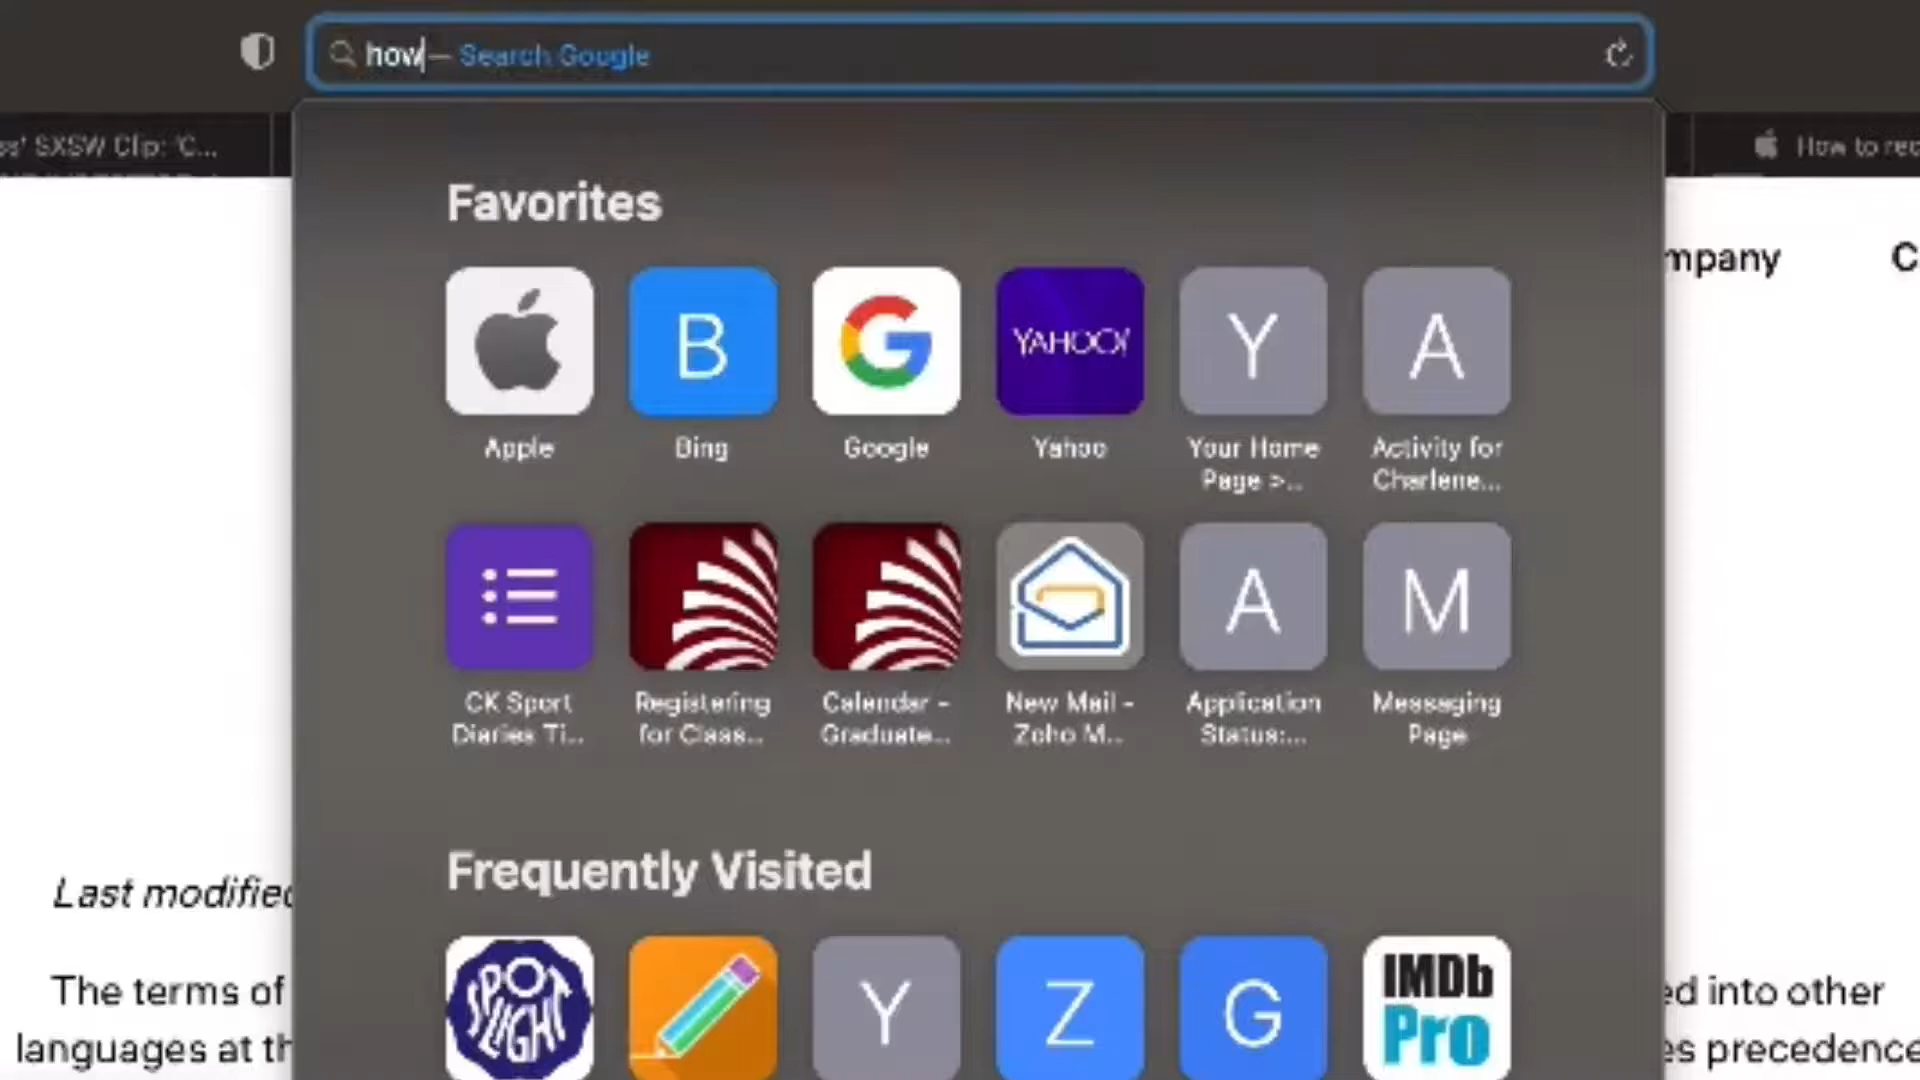 how — Search Google
ss' SXSW Clip: 'C...
How to rec
mpany
C
Favorites
B
G
YAHOO!
Y
A
Apple
Bing
Google
Yahoo
Your Home
Page >...
Activity for
Charlene...
A
M
CK Sport
Diaries Ti...
Registering
for Class...
Calendar -
Graduate...
New Mail -
Zoho M...
Application
Status:...
Messaging
Page
Frequently Visited
Last modified
SPOTLIGHT
Y
Z
G
IMDb
Pro
The terms of
ed into other
languages at th
es precedence